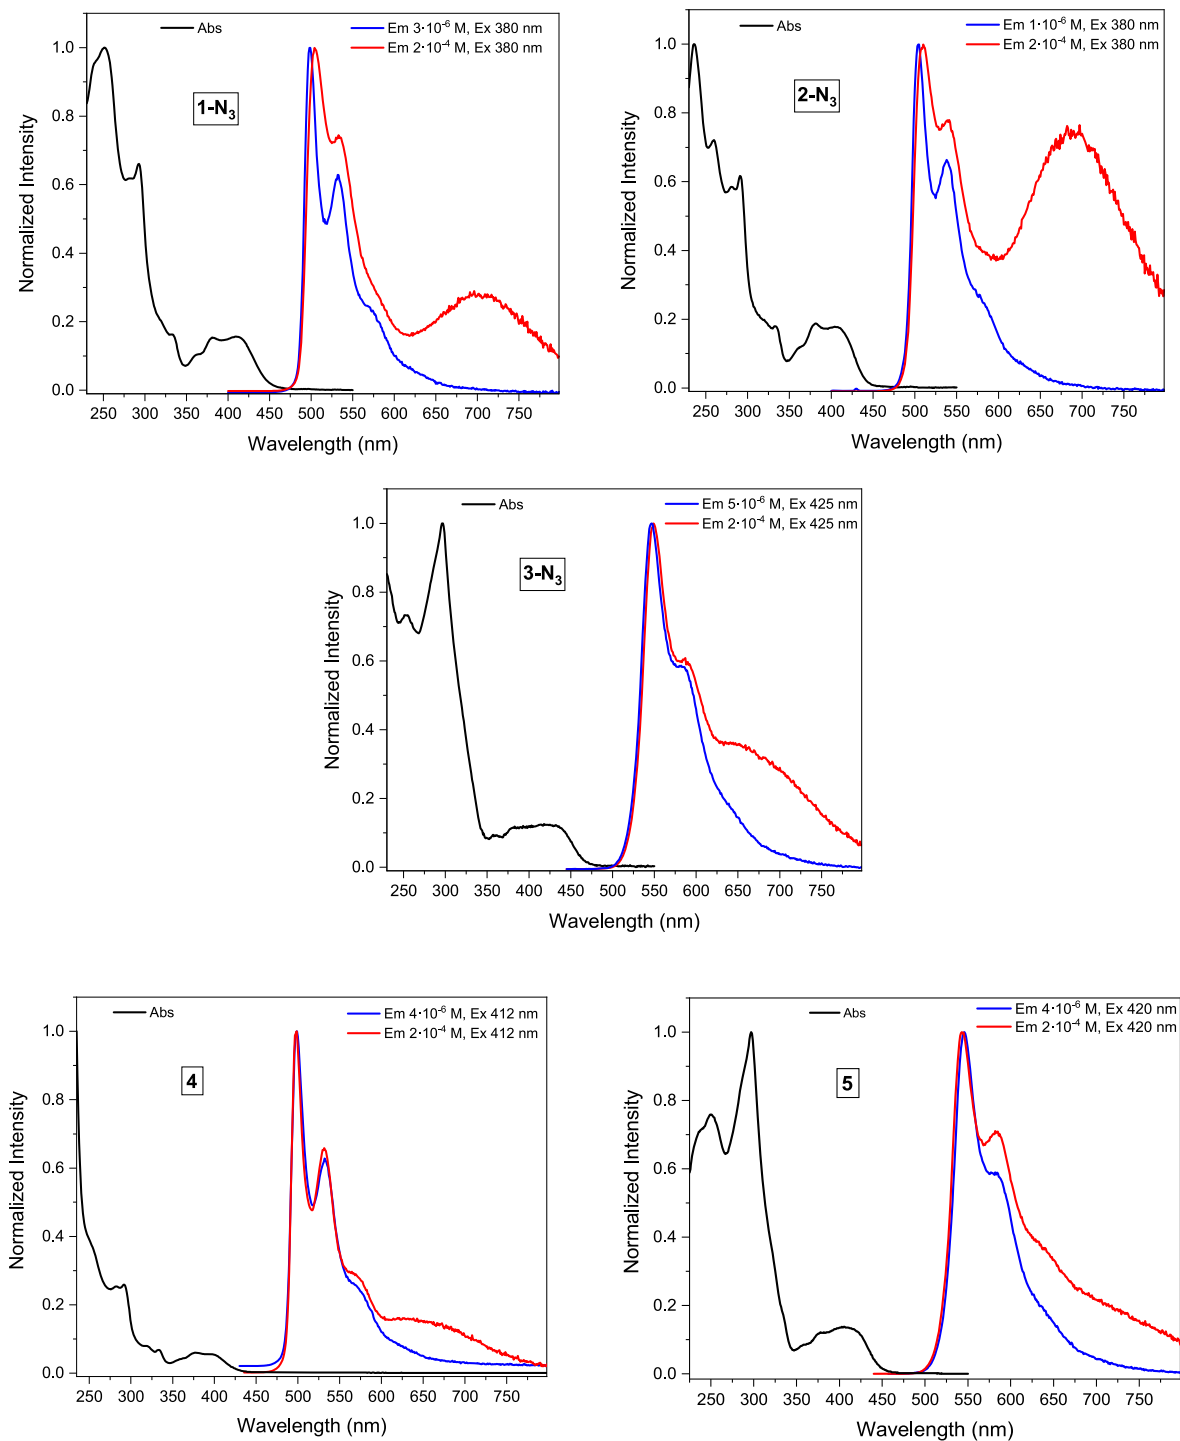 Abs
Em 3·10⁻⁶ M, Ex 380 nm
Em 2·10⁻⁴ M, Ex 380 nm
1-N₃
Normalized Intensity
1.0
0.8
0.6
0.4
0.2
0.0
250 300 350 400 450 500 550 600 650 700 750
Wavelength (nm)
Abs
Em 1·10⁻⁶ M, Ex 380 nm
Em 2·10⁻⁴ M, Ex 380 nm
2-N₃
Normalized Intensity
1.0
0.8
0.6
0.4
0.2
0.0
250 300 350 400 450 500 550 600 650 700 750
Wavelength (nm)
Abs
Em 5·10⁻⁶ M, Ex 425 nm
Em 2·10⁻⁴ M, Ex 425 nm
3-N₃
Normalized Intensity
1.0
0.8
0.6
0.4
0.2
0.0
250 300 350 400 450 500 550 600 650 700 750
Wavelength (nm)
Abs
Em 4·10⁻⁶ M, Ex 412 nm
Em 2·10⁻⁴ M, Ex 412 nm
4
Normalized Intensity
1.0
0.8
0.6
0.4
0.2
0.0
250 300 350 400 450 500 550 600 650 700 750
Wavelength (nm)
Abs
Em 4·10⁻⁶ M, Ex 420 nm
Em 2·10⁻⁴ M, Ex 420 nm
5
Normalized Intensity
1.0
0.8
0.6
0.4
0.2
0.0
250 300 350 400 450 500 550 600 650 700 750
Wavelength (nm)